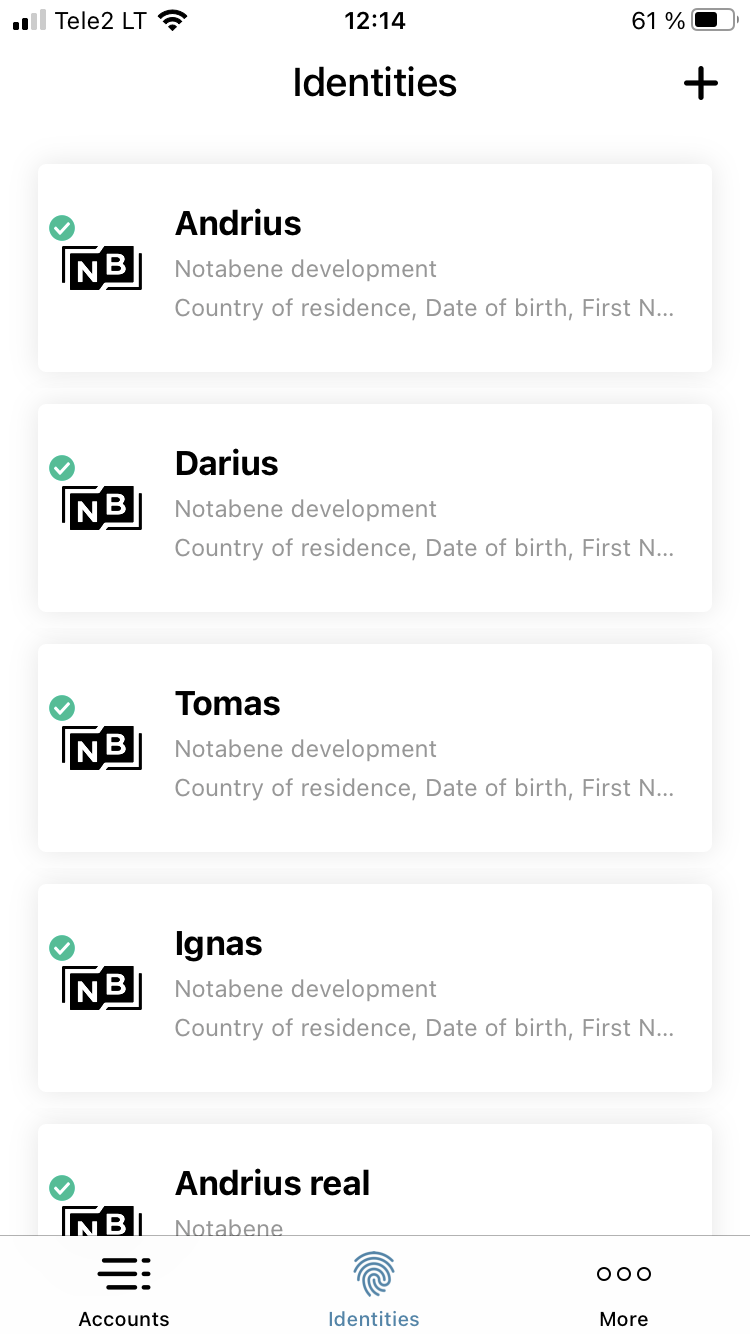 Tele2 LT 12:14 61 %
Identities
Andrius
NB
Notabene development
Country of residence, Date of birth, First N...
Darius
NB
Notabene development
Country of residence, Date of birth, First N...
Tomas
NB
Notabene development
Country of residence, Date of birth, First N...
Ignas
NB
Notabene development
Country of residence, Date of birth, First N...
Andrius real
NB
Notabene
Accounts Identities More